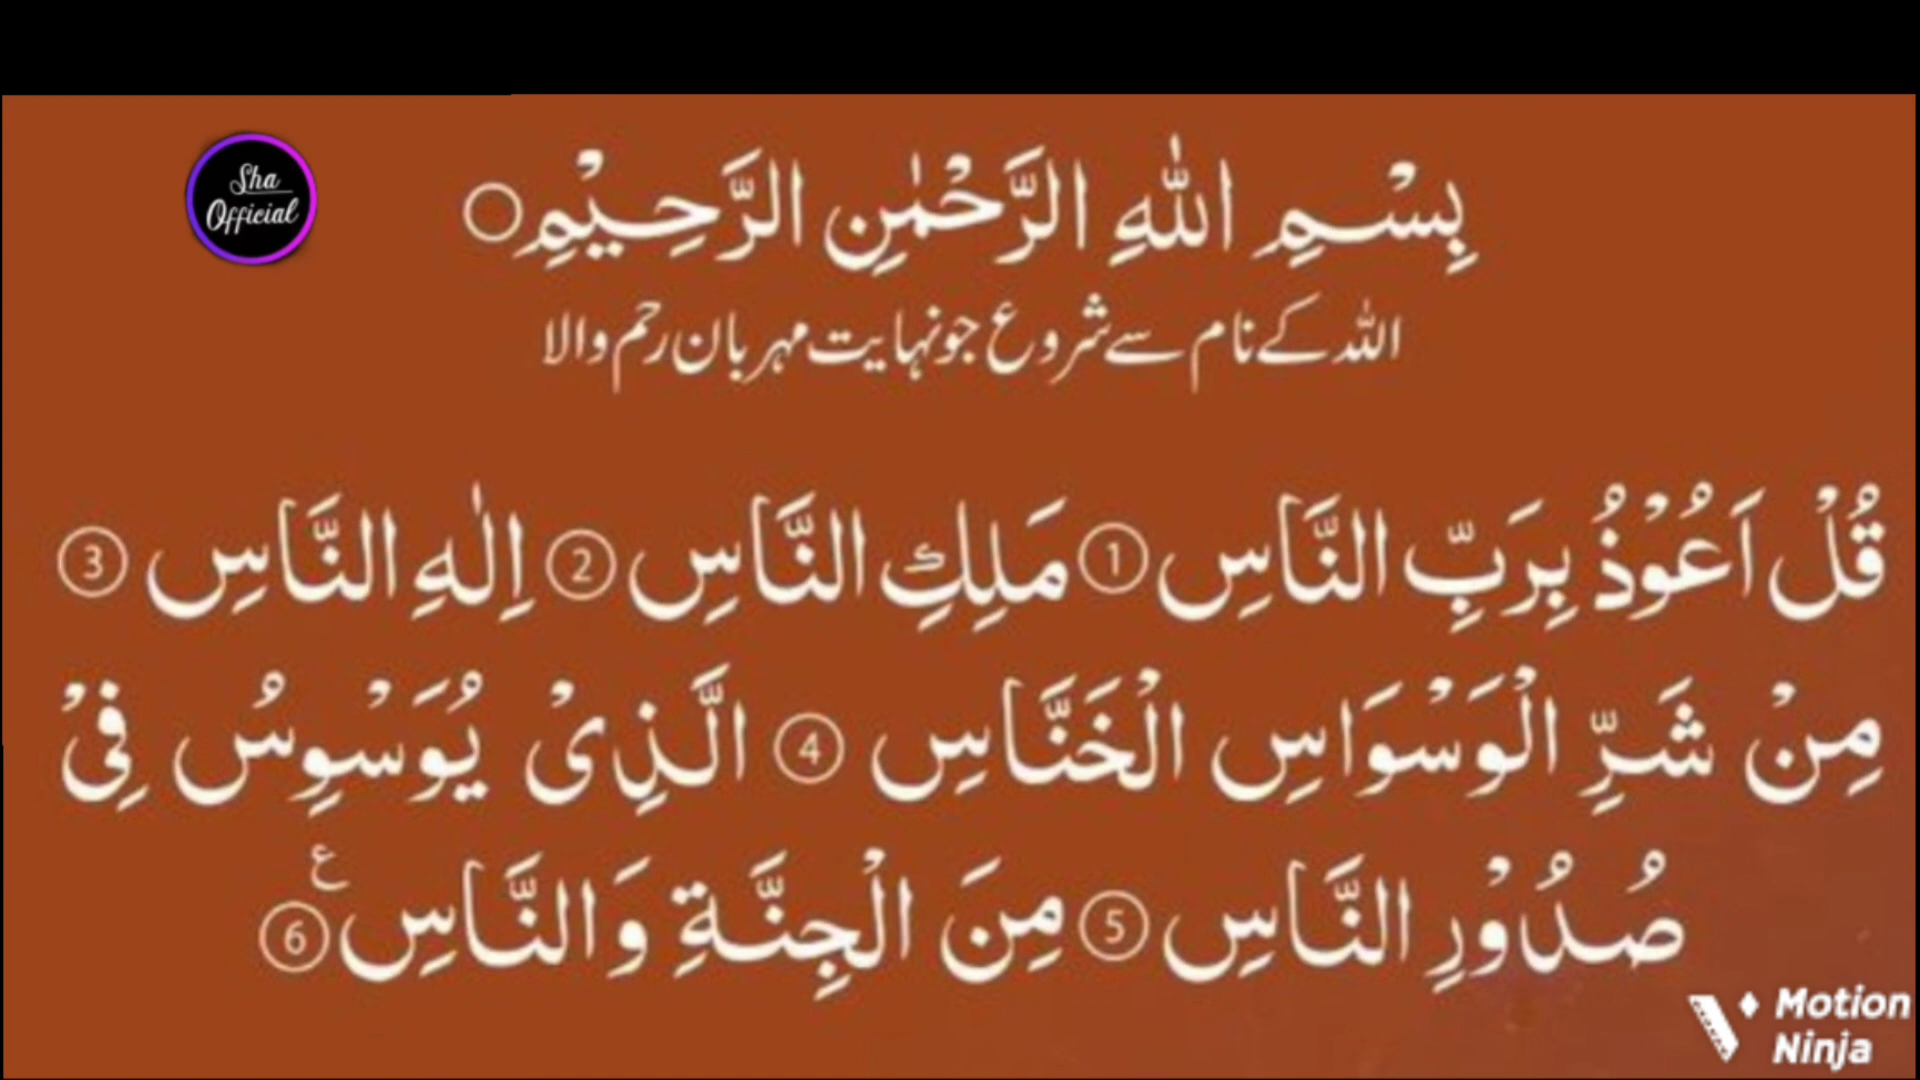 Sha
Official
بِسْمِ اللّٰهِ الرَّحْمٰنِ الرَّحِيْمِ○
اللہ کے نام سے شروع جو نہایت مہربان رحم والا
قُلْ اَعُوْذُ بِرَبِّ النَّاسِ ① مَلِكِ النَّاسِ ② اِلٰهِ النَّاسِ ③
مِنْ شَرِّ الْوَسْوَاسِ الْخَنَّاسِ ④ الَّذِیْ يُوَسْوِسُ فِیْ
صُدُوْرِ النَّاسِ ⑤ مِنَ الْجِنَّةِ وَالنَّاسِ ⑥ ع
Motion
Ninja